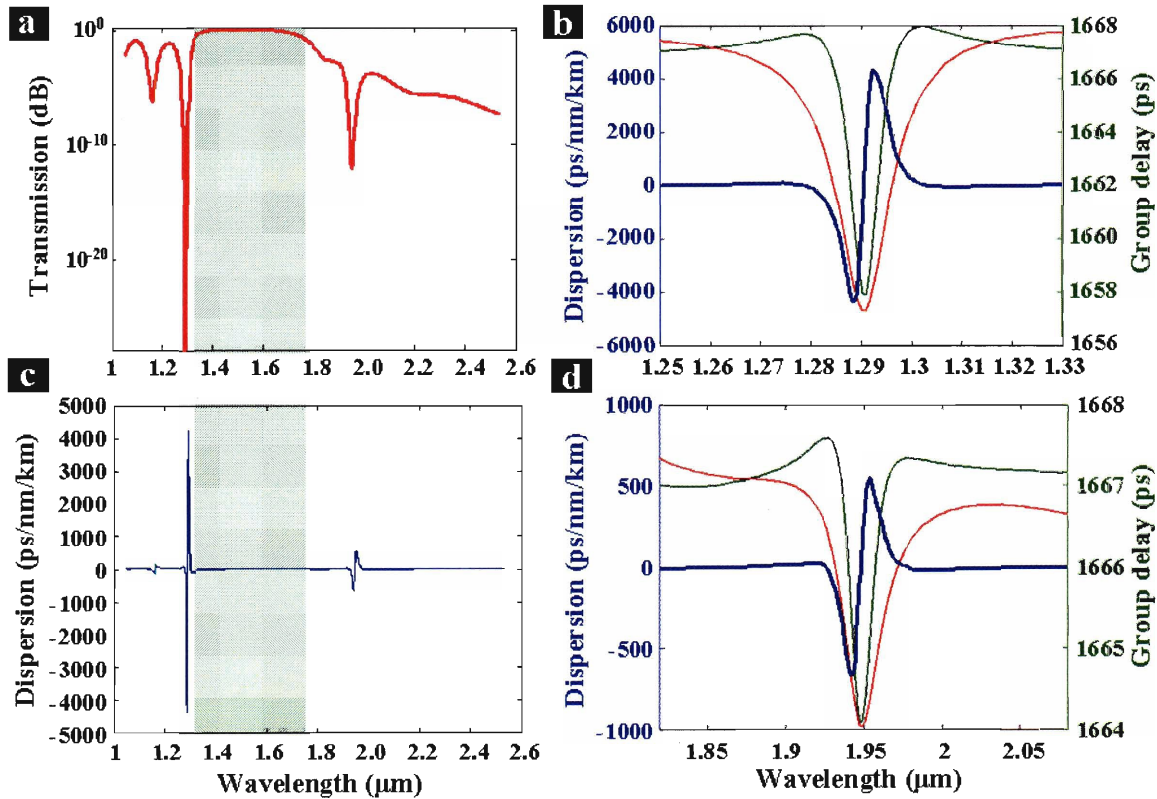 a
Transmission (dB)
10^0
10^-10
10^-20
1 1.2 1.4 1.6 1.8 2.0 2.2 2.4 2.6
b
Dispersion (ps/nm/km)
6000
4000
2000
0
-2000
-4000
-6000
1.25 1.26 1.27 1.28 1.29 1.3 1.31 1.32 1.33
1668
1666
1664
1662
1660
1658
1656
Group delay (ps)
c
Dispersion (ps/nm/km)
5000
4000
3000
2000
1000
0
-1000
-2000
-3000
-4000
-5000
1 1.2 1.4 1.6 1.8 2.0 2.2 2.4 2.6
Wavelength (µm)
d
Dispersion (ps/nm/km)
1000
500
0
-500
-1000
1.85 1.9 1.95 2 2.05
Wavelength (µm)
1668
1667
1666
1665
1664
Group delay (ps)